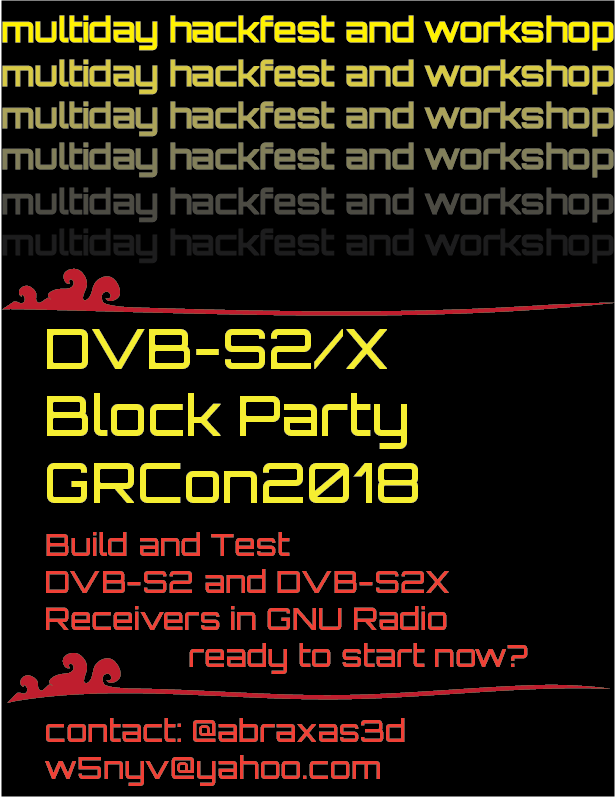 multiday hackfest and workshop
multiday hackfest and workshop
multiday hackfest and workshop
multiday hackfest and workshop
multiday hackfest and workshop
multiday hackfest and workshop
DVB-S2/X
Block Party
GRCon2018
Build and Test
DVB-S2 and DVB-S2X
Receivers in GNU Radio
ready to start now?
contact: @abraxas3d
w5nyv@yahoo.com